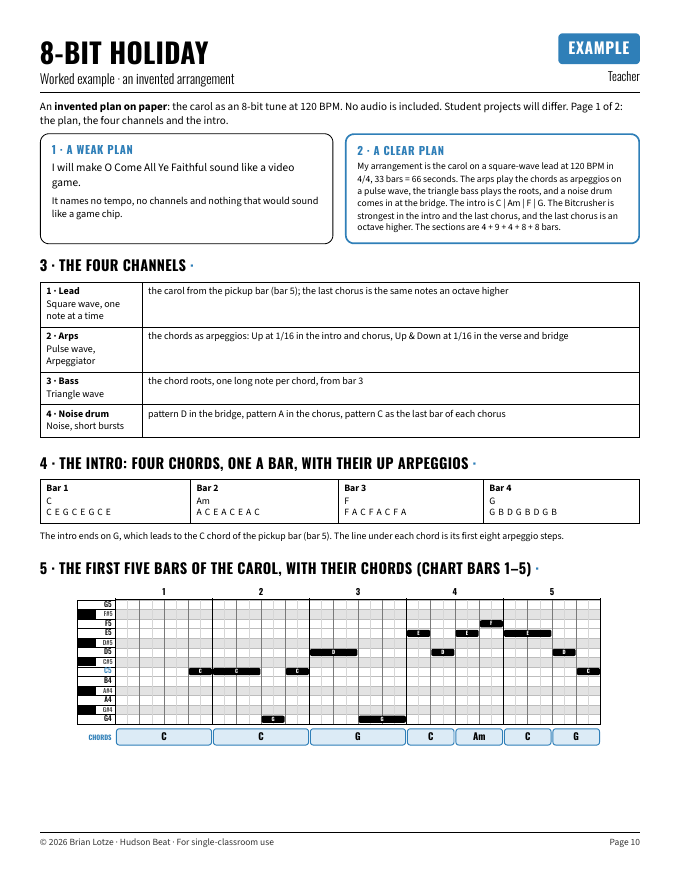 8-BIT HOLIDAY
EXAMPLE
Worked example · an invented arrangement
Teacher
An invented plan on paper: the carol as an 8-bit tune at 120 BPM. No audio is included. Student projects will differ. Page 1 of 2:
the plan, the four channels and the intro.
1 · A WEAK PLAN
I will make O Come All Ye Faithful sound like a video
game.
It names no tempo, no channels and nothing that would sound
like a game chip.
2 · A CLEAR PLAN
My arrangement is the carol on a square-wave lead at 120 BPM in
4/4, 33 bars = 66 seconds. The arps play the chords as arpeggios on
a pulse wave, the triangle bass plays the roots, and a noise drum
comes in at the bridge. The intro is C | Am | F | G. The Bitcrusher is
strongest in the intro and the last chorus, and the last chorus is an
octave higher. The sections are 4 + 9 + 4 + 8 + 8 bars.
3 · THE FOUR CHANNELS ·
1 · Lead
Square wave, one
note at a time
the carol from the pickup bar (bar 5); the last chorus is the same notes an octave higher
2 · Arps
Pulse wave,
Arpeggiator
the chords as arpeggios: Up at 1/16 in the intro and chorus, Up & Down at 1/16 in the verse and bridge
3 · Bass
Triangle wave
the chord roots, one long note per chord, from bar 3
4 · Noise drum
Noise, short bursts
pattern D in the bridge, pattern A in the chorus, pattern C as the last bar of each chorus
4 · THE INTRO: FOUR CHORDS, ONE A BAR, WITH THEIR UP ARPEGGIOS ·
Bar 1
C
C E G C E G C E
Bar 2
Am
A C E A C E A C
Bar 3
F
F A C F A C F A
Bar 4
G
G B D G B D G B
The intro ends on G, which leads to the C chord of the pickup bar (bar 5). The line under each chord is its first eight arpeggio steps.
5 · THE FIRST FIVE BARS OF THE CAROL, WITH THEIR CHORDS (CHART BARS 1–5) ·
1 2 3 4 5
G5
F#5
F5 F
E5 E E E
D#5
D5 D D D
C#5
C5 C C C C
B4
A#4
A4
G#4
G4 G G
CHORDS C C G C Am C G
© 2026 Brian Lotze · Hudson Beat · For single-classroom use
Page 10